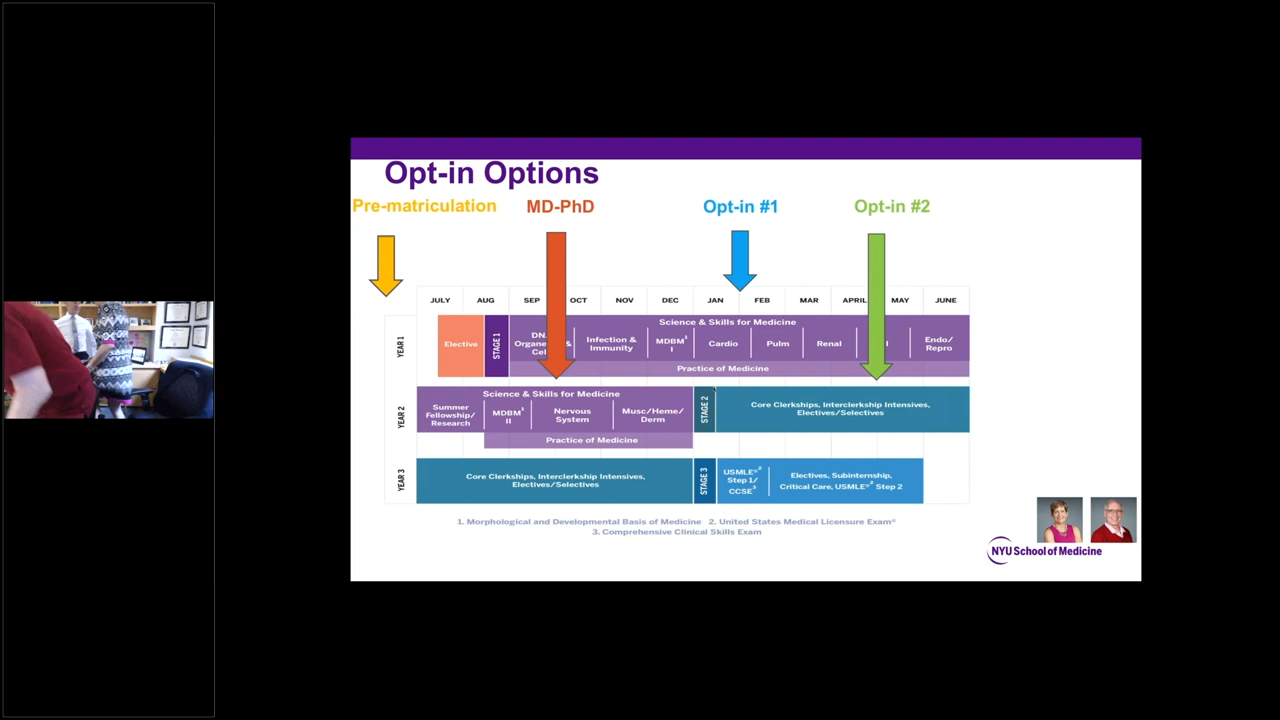 Opt-in Options
Pre-matriculation
MD-PhD
Opt-in #1
Opt-in #2
JULY AUG SEP OCT NOV DEC JAN FEB MAR APRIL MAY JUNE
YEAR 1
Elective
STAGE 1
Science & Skills for Medicine
Infection &
Immunity
MDBM¹
I
Cardio
Pulm
Renal
Endo/
Repro
Practice of Medicine
YEAR 2
Science & Skills for Medicine
Summer
Fellowship/
Research
MDBM¹
II
Nervous
System
Musc/Heme/
Derm
Practice of Medicine
STAGE 2
Core Clerkships, Interclerkship Intensives,
Electives/Selectives
YEAR 3
Core Clerkships, Interclerkship Intensives,
Electives/Selectives
STAGE 3
USMLE®²
Step 1/
CCSE³
Electives, Subinternship,
Critical Care, USMLE®² Step 2
1. Morphological and Developmental Basis of Medicine 2. United States Medical Licensure Exam®
3. Comprehensive Clinical Skills Exam
NYU School of Medicine